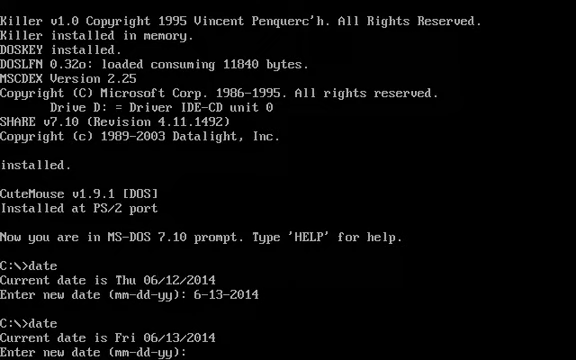 Killer v1.0 Copyright 1995 Vincent Penquerc'h. All Rights Reserved.
Killer installed in memory.
DOSKEY installed.
DOSLFN 0.32o: loaded consuming 11840 bytes.
MSCDEX Version 2.25
Copyright (C) Microsoft Corp. 1986-1995. All rights reserved.
Drive D: = Driver IDE-CD unit 0
SHARE v7.10 (Revision 4.11.1492)
Copyright (c) 1989-2003 Datalight, Inc.
installed.
CuteMouse v1.9.1 [DOS]
Installed at PS/2 port
Now you are in MS-DOS 7.10 prompt. Type 'HELP' for help.
C:\>date
Current date is Thu 06/12/2014
Enter new date (mm-dd-yy): 6-13-2014
C:\>date
Current date is Fri 06/13/2014
Enter new date (mm-dd-yy):